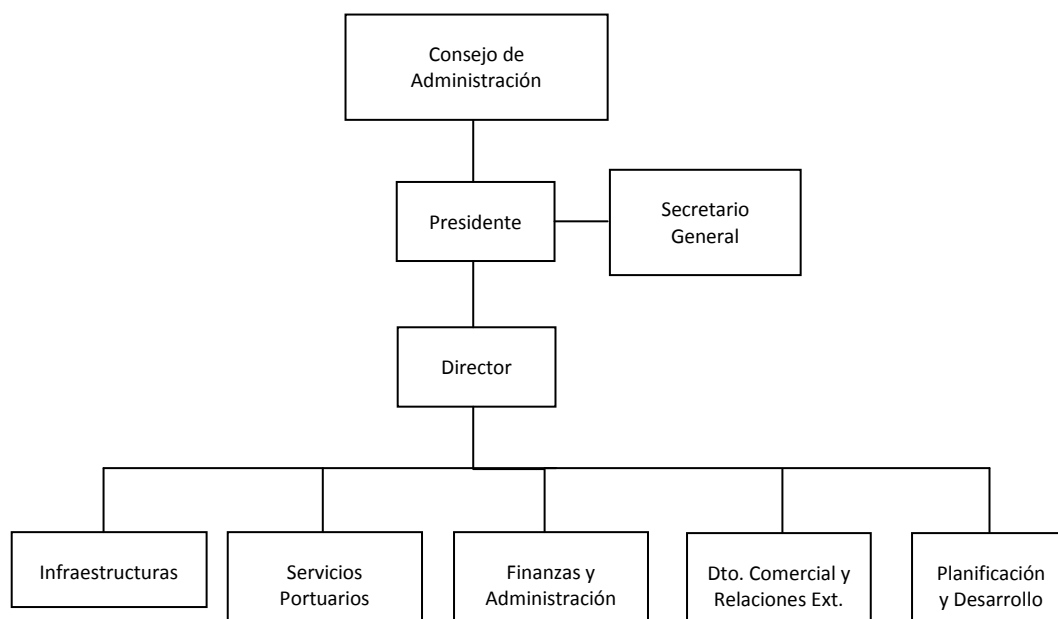 Consejo de
Administración
Presidente
Secretario
General
Director
Infraestructuras
Servicios
Portuarios
Finanzas y
Administración
Dto. Comercial y
Relaciones Ext.
Planificación
y Desarrollo